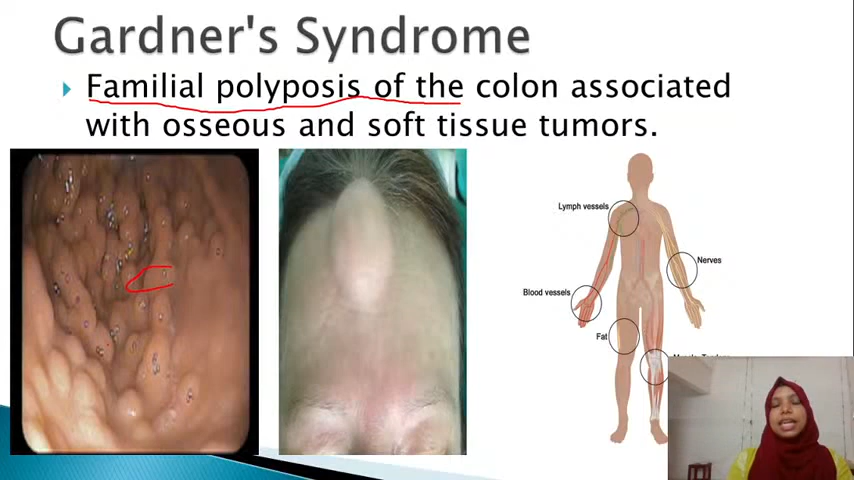 Gardner's Syndrome
Familial polyposis of the colon associated
with osseous and soft tissue tumors.
Lymph vessels
Nerves
Blood vessels
Fat